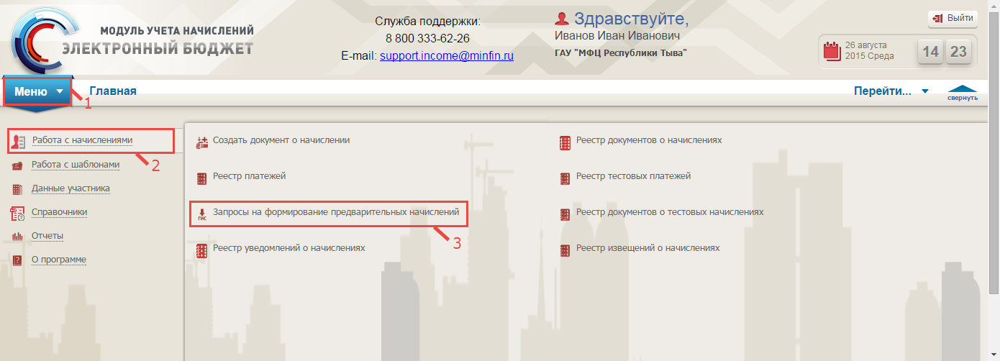 МОДУЛЬ УЧЕТА НАЧИСЛЕНИЙ
ЭЛЕКТРОННЫЙ БЮДЖЕТ
Служба поддержки:
8 800 333-62-26
E-mail: support.income@minfin.ru
Здравствуйте,
Иванов Иван Иванович
ГАУ "МФЦ Республики Тыва"
Выйти
26 августа
2015 Среда
14 23
Меню
1
Главная
Перейти...
свернуть
Работа с начислениями
2
Работа с шаблонами
Данные участника
Справочники
Отчеты
О программе
Создать документ о начислении
Реестр документов о начислениях
Реестр платежей
Реестр тестовых платежей
ГИС
Запросы на формирование предварительных начислений
3
Реестр документов о тестовых начислениях
Реестр уведомлений о начислениях
Реестр извещений о начислениях